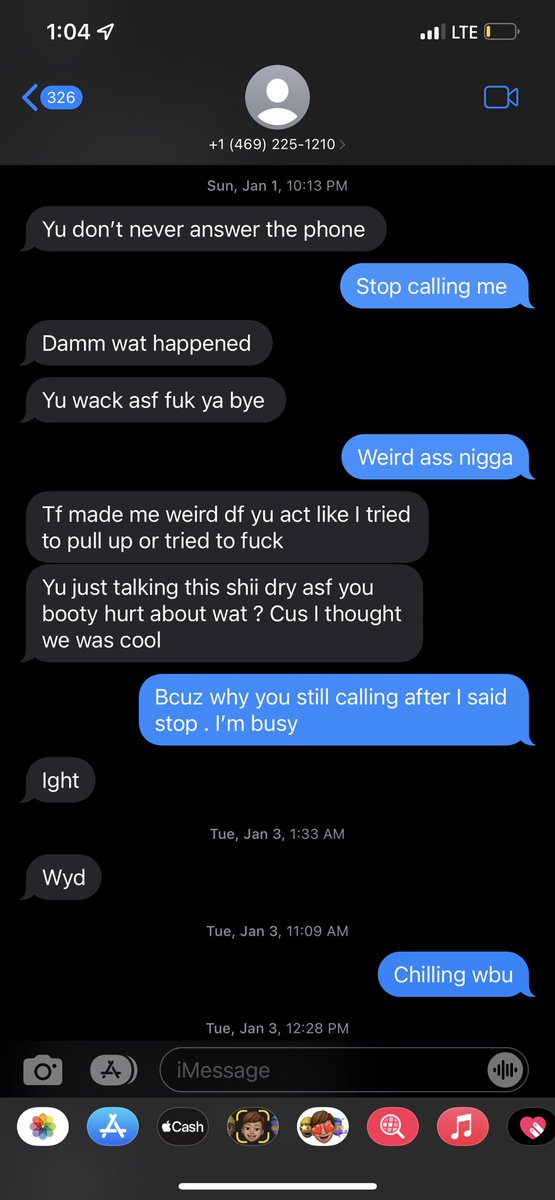 1:04
LTE
326
+1 (469) 225-1210
Sun, Jan 1, 10:13 PM
Yu don’t never answer the phone
Stop calling me
Damm wat happened
Yu wack asf fuk ya bye
Weird ass nigga
Tf made me weird df yu act like I tried
to pull up or tried to fuck
Yu just talking this shii dry asf you
booty hurt about wat ? Cus I thought
we was cool
Bcuz why you still calling after I said
stop . I’m busy
Ight
Tue, Jan 3, 1:33 AM
Wyd
Tue, Jan 3, 11:09 AM
Chilling wbu
Tue, Jan 3, 12:28 PM
iMessage
Cash